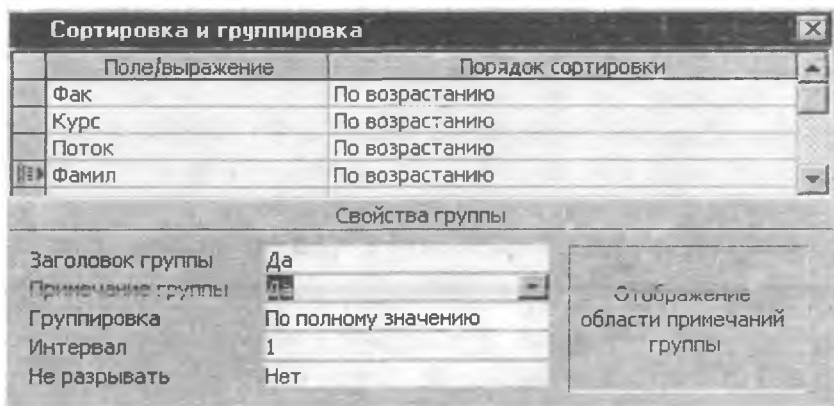 Сортировка и группировка
Поле/выражение Порядок сортировки
Фак По возрастанию
Курс По возрастанию
Поток По возрастанию
Фамил По возрастанию
Свойства группы
Заголовок группы Да
Примечание группы Да
Группировка По полному значению
Интервал 1
Не разрывать Нет
Отображение
области примечаний
группы